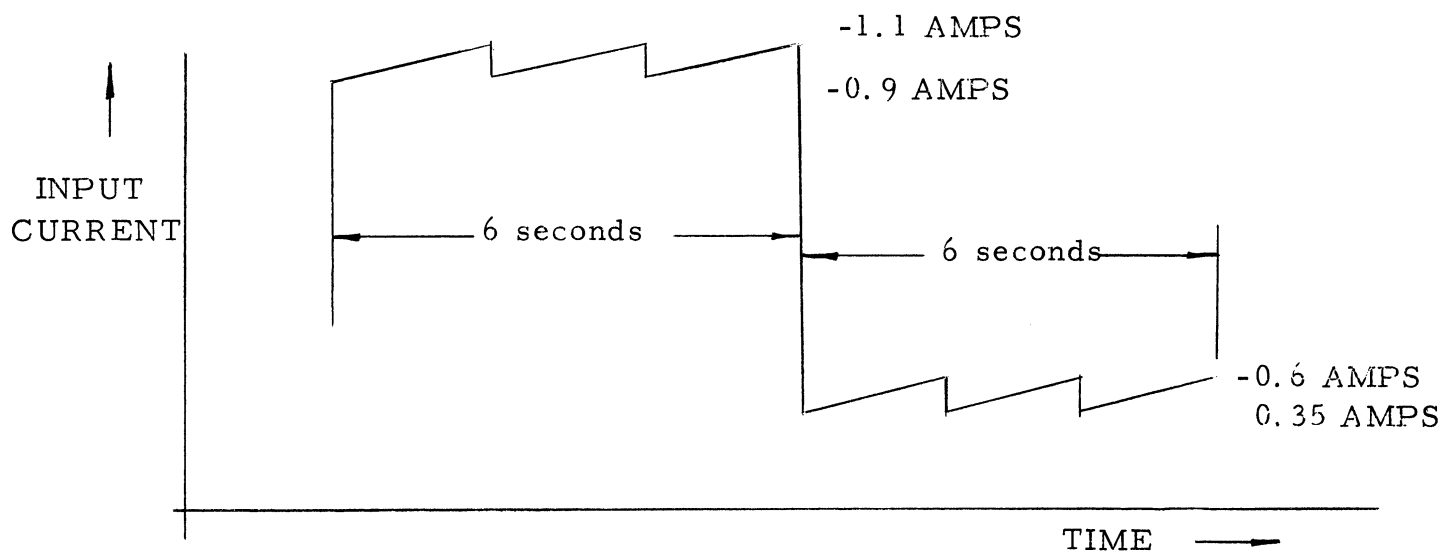 -1.1 AMPS
-0.9 AMPS
INPUT
CURRENT
6 seconds
6 seconds
-0.6 AMPS
0.35 AMPS
TIME